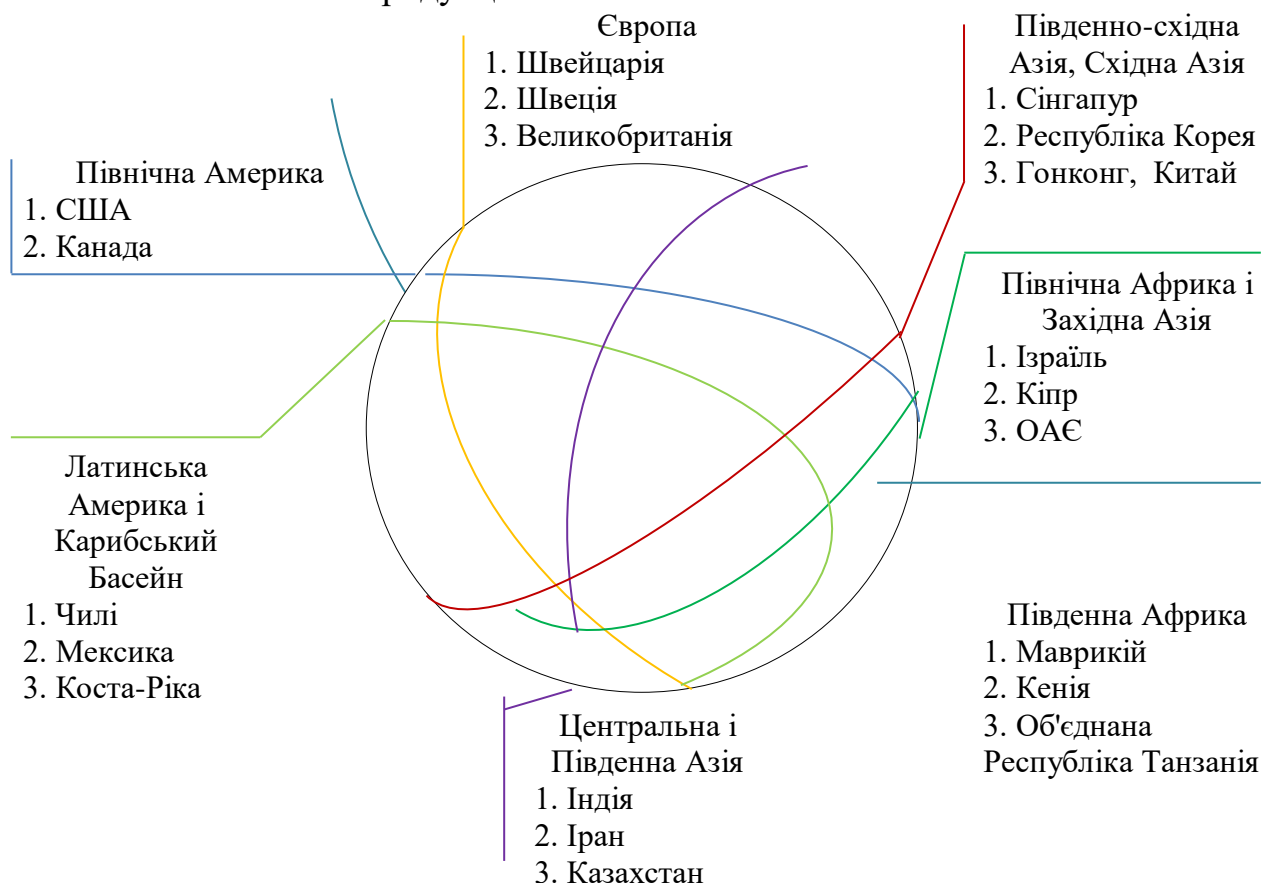 Європа
1. Швейцарія
2. Швеція
3. Великобританія
Південно-східна
Азія, Східна Азія
1. Сінгапур
2. Республіка Корея
3. Гонконг, Китай
Північна Америка
1. США
2. Канада
Північна Африка і
Західна Азія
1. Ізраїль
2. Кіпр
3. ОАЄ
Латинська
Америка і
Карибський
Басейн
1. Чилі
2. Мексика
3. Коста-Ріка
Південна Африка
1. Маврикій
2. Кенія
3. Об'єднана
Республіка Танзанія
Центральна і
Південна Азія
1. Індія
2. Іран
3. Казахстан